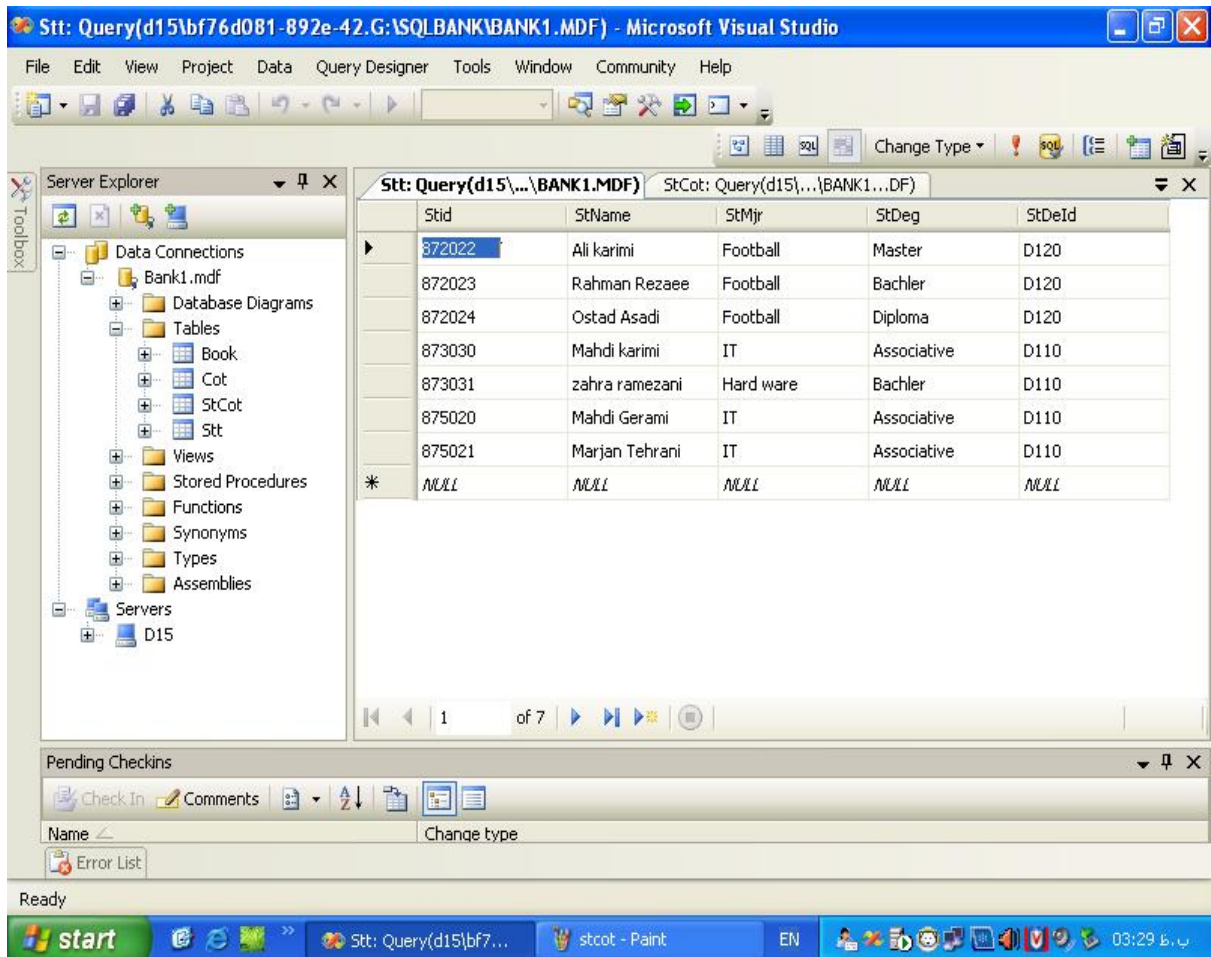 Stt: Query(d15\bf76d081-892e-42.G:\SQLBANK\BANK1.MDF) - Microsoft Visual Studio
File Edit View Project Data Query Designer Tools Window Community Help
SQL Change Type
Toolbox
Server Explorer
Data Connections
Bank1.mdf
Database Diagrams
Tables
Book
Cot
StCot
Stt
Views
Stored Procedures
Functions
Synonyms
Types
Assemblies
Servers
D15
Stt: Query(d15\...\BANK1.MDF) StCot: Query(d15\...\BANK1...DF)
Stid StName StMjr StDeg StDeId
872022 Ali karimi Football Master D120
872023 Rahman Rezaee Football Bachler D120
872024 Ostad Asadi Football Diploma D120
873030 Mahdi karimi IT Associative D110
873031 zahra ramezani Hard ware Bachler D110
875020 Mahdi Gerami IT Associative D110
875021 Marjan Tehrani IT Associative D110
NULL NULL NULL NULL NULL
1 of 7
Pending Checkins
Check In Comments
Name Change type
Error List
Ready
start Stt: Query(d15\bf7... stcot - Paint EN 03:29 ب.ظ